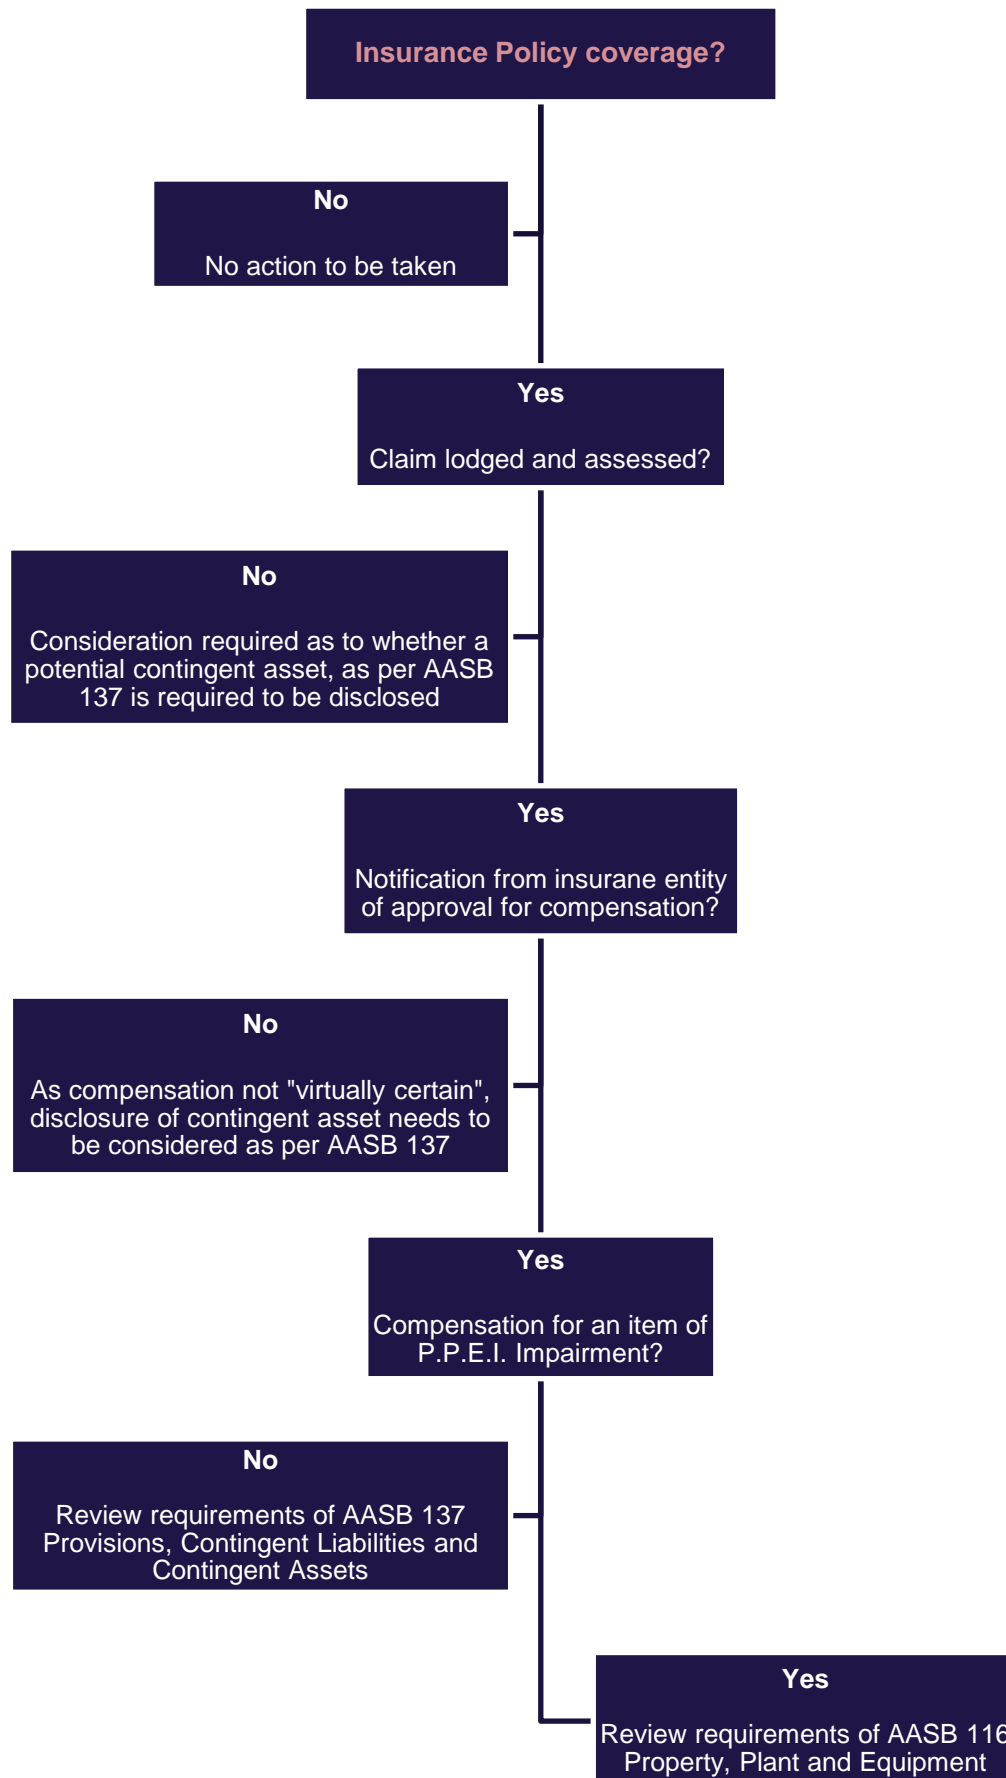 Insurance Policy coverage?
No
No action to be taken
Yes
Claim lodged and assessed?
No
Consideration required as to whether a
potential contingent asset, as per AASB
137 is required to be disclosed
Yes
Notification from insurane entity
of approval for compensation?
No
As compensation not "virtually certain",
disclosure of contingent asset needs to
be considered as per AASB 137
Yes
Compensation for an item of
P.P.E.I. Impairment?
No
Review requirements of AASB 137
Provisions, Contingent Liabilities and
Contingent Assets
Yes
Review requirements of AASB 116
Property, Plant and Equipment